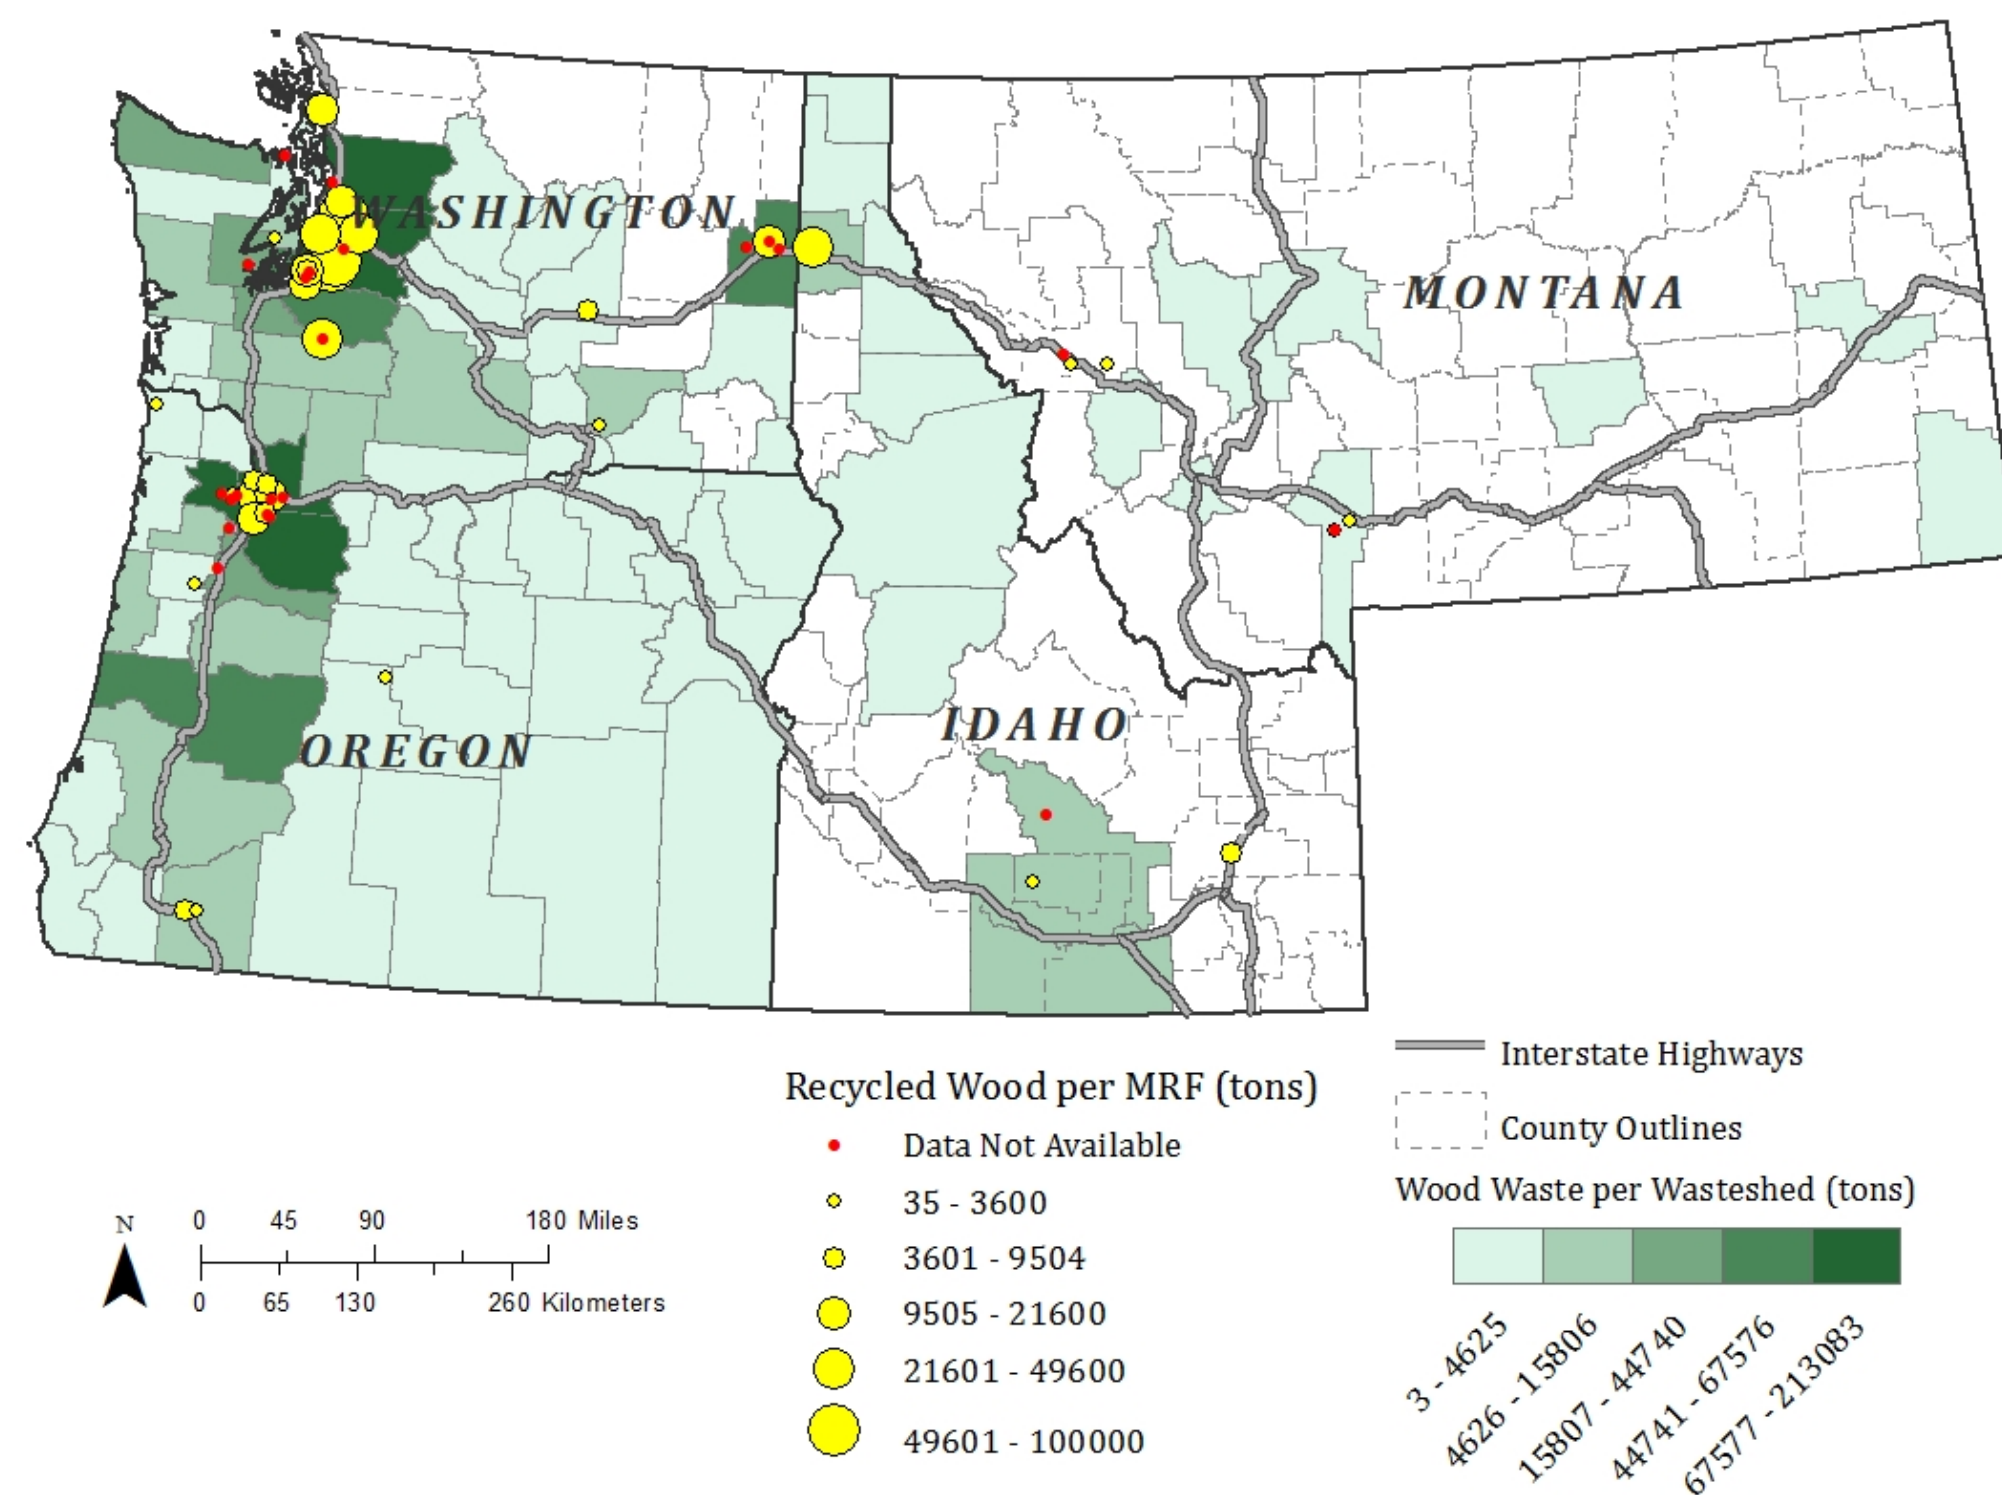 WASHINGTON
MONTANA
IDAHO
OREGON
Interstate Highways
County Outlines
Recycled Wood per MRF (tons)
Data Not Available
35 - 3600
3601 - 9504
9505 - 21600
21601 - 49600
49601 - 100000
Wood Waste per Wasteshed (tons)
3 - 4625
4626 - 15806
15807 - 44740
44741 - 67576
67577 - 213083
N
0 45 90 180 Miles
0 65 130 260 Kilometers